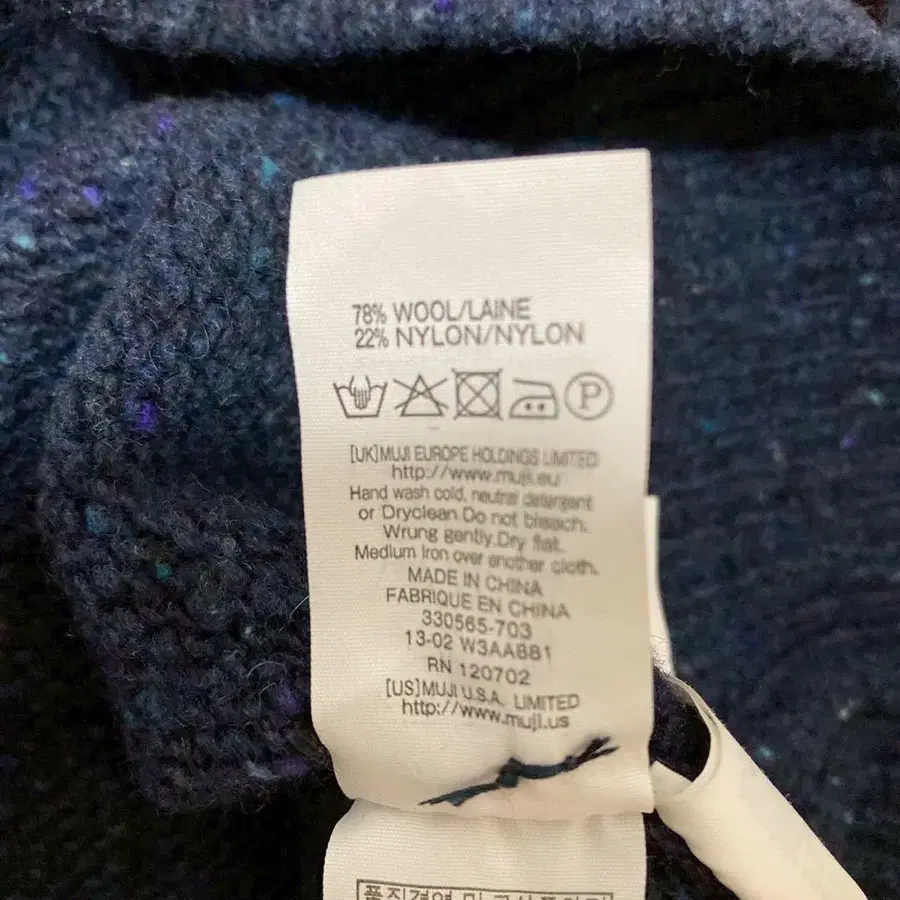 78% WOOL/LAINE
22% NYLON/NYLON
P
[UK]MUJI EUROPE HOLDINGS LIMITED
http://www.muji.eu
Hand wash cold, neutral detergent
or Dryclean.Do not bleach.
Wrung gently.Dry flat.
Medium Iron over another cloth.
MADE IN CHINA
FABRIQUE EN CHINA
330565-703
13-02 W3AA881
RN 120702
[US]MUJI U.S.A. LIMITED
http://www.muji.us